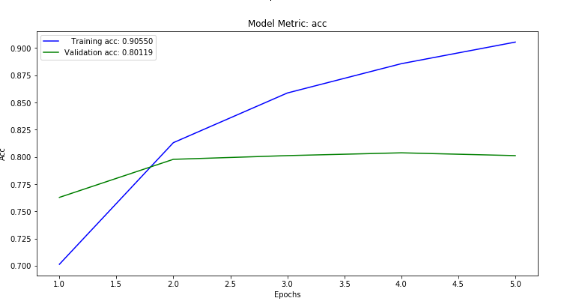 Model Metric: acc
Training acc: 0.90550
Validation acc: 0.80119
0.900
0.875
0.850
0.825
0.800
0.775
0.750
0.725
0.700
Acc
1.0 1.5 2.0 2.5 3.0 3.5 4.0 4.5 5.0
Epochs